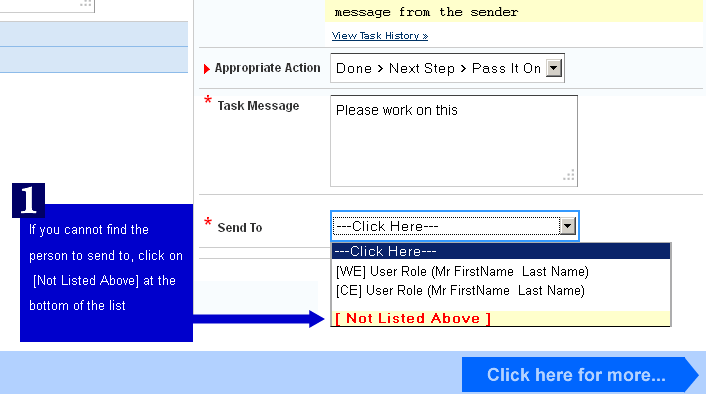 message from the sender
View Task History »
Appropriate Action
Done > Next Step > Pass It On
* Task Message
Please work on this
1
If you cannot find the
person to send to, click on
[Not Listed Above] at the
bottom of the list
* Send To
---Click Here---
---Click Here---
[WE] User Role (Mr FirstName Last Name)
[CE] User Role (Mr FirstName Last Name)
[ Not Listed Above ]
Click here for more...